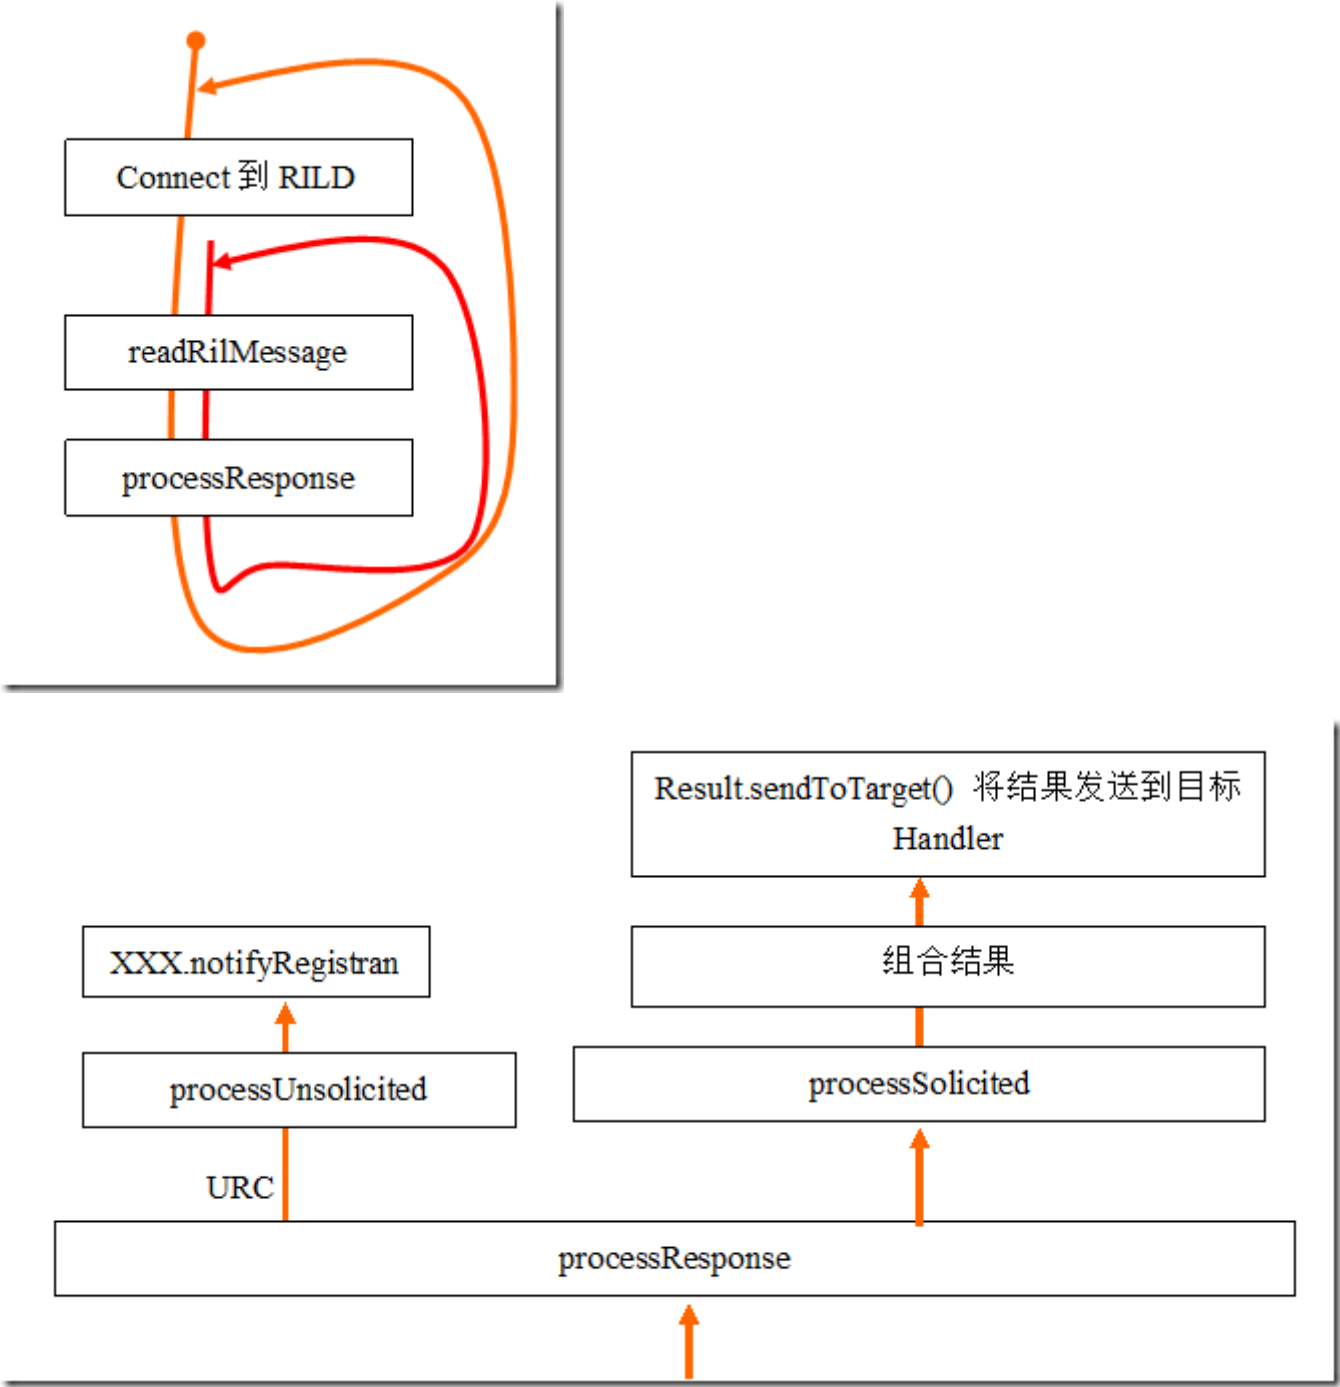 Connect 到 RILD
readRilMessage
processResponse
Result.sendToTarget() 将结果发送到目标
Handler
XXX.notifyRegistran
组合结果
processUnsolicited
processSolicited
URC
processResponse